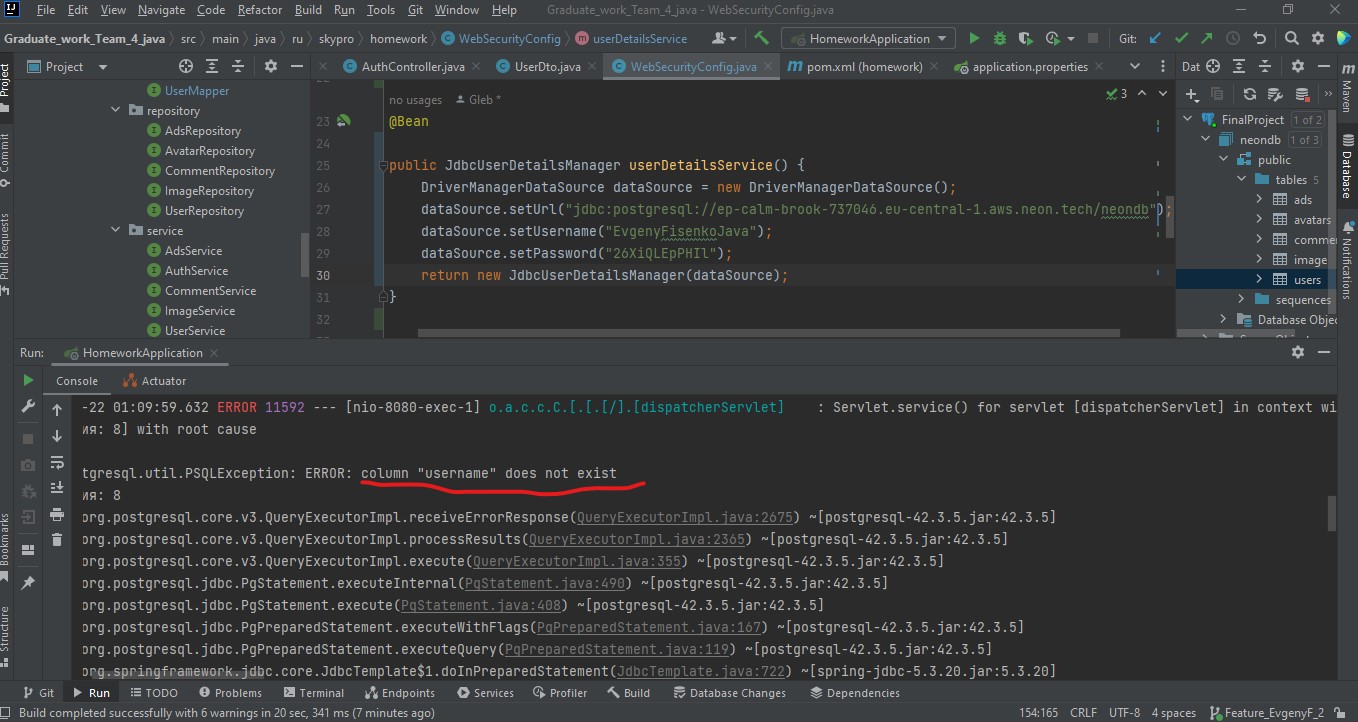 File Edit View Navigate Code Refactor Build Run Tools Git Window Help Graduate_work_Team_4_java - WebSecurityConfig.java
Graduate_work_Team_4_java src main java ru skypro homework WebSecurityConfig userDetailsService HomeworkApplication Git:
Project AuthController.java UserDto.java WebSecurityConfig.java pom.xml (homework) application.properties Dat
UserMapper
repository
AdsRepository
AvatarRepository
CommentRepository
ImageRepository
UserRepository
service
AdsService
AuthService
CommentService
ImageService
UserService
no usages Gleb *
3
23 @Bean
24
25 public JdbcUserDetailsManager userDetailsService() {
26 DriverManagerDataSource dataSource = new DriverManagerDataSource();
27 dataSource.setUrl("jdbc:postgresql://ep-calm-brook-737046.eu-central-1.aws.neon.tech/neondb");
28 dataSource.setUsername("EvgenyFisenkoJava");
29 dataSource.setPassword("26XiQLEpPHIl");
30 return new JdbcUserDetailsManager(dataSource);
31 }
32
FinalProject 1 of 2
neondb 1 of 3
public
tables 5
ads
avatars
comme
image
users
sequences
Database Objec
Project
Commit
Pull Requests
Bookmarks
Structure
Maven
Database
Notifications
Run: HomeworkApplication
Console Actuator
-22 01:09:59.632 ERROR 11592 --- [nio-8080-exec-1] o.a.c.c.C.[.[.[/].[dispatcherServlet] : Servlet.service() for servlet [dispatcherServlet] in context wi
ия: 8] with root cause
tgresql.util.PSQLException: ERROR: column "username" does not exist
ия: 8
org.postgresql.core.v3.QueryExecutorImpl.receiveErrorResponse(QueryExecutorImpl.java:2675) ~[postgresql-42.3.5.jar:42.3.5]
org.postgresql.core.v3.QueryExecutorImpl.processResults(QueryExecutorImpl.java:2365) ~[postgresql-42.3.5.jar:42.3.5]
org.postgresql.core.v3.QueryExecutorImpl.execute(QueryExecutorImpl.java:355) ~[postgresql-42.3.5.jar:42.3.5]
org.postgresql.jdbc.PgStatement.executeInternal(PgStatement.java:490) ~[postgresql-42.3.5.jar:42.3.5]
org.postgresql.jdbc.PgStatement.execute(PgStatement.java:408) ~[postgresql-42.3.5.jar:42.3.5]
org.postgresql.jdbc.PgPreparedStatement.executeWithFlags(PgPreparedStatement.java:167) ~[postgresql-42.3.5.jar:42.3.5]
org.postgresql.jdbc.PgPreparedStatement.executeQuery(PgPreparedStatement.java:119) ~[postgresql-42.3.5.jar:42.3.5]
org.springframework.jdbc.core.JdbcTemplate$1.doInPreparedStatement(JdbcTemplate.java:722) ~[spring-jdbc-5.3.20.jar:5.3.20]
Git Run TODO Problems Terminal Endpoints Services Profiler Build Database Changes Dependencies
Build completed successfully with 6 warnings in 20 sec, 341 ms (7 minutes ago) 154:165 CRLF UTF-8 4 spaces Feature_EvgenyF_2